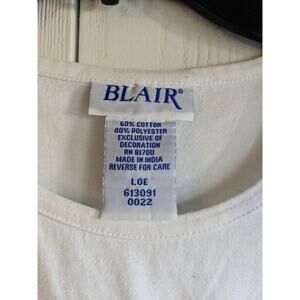 BLAIR®
60% COTTON
40% POLYESTER
EXCLUSIVE OF
DECORATION
RN 81700
MADE IN INDIA
REVERSE FOR CARE
LGE
613091
0022